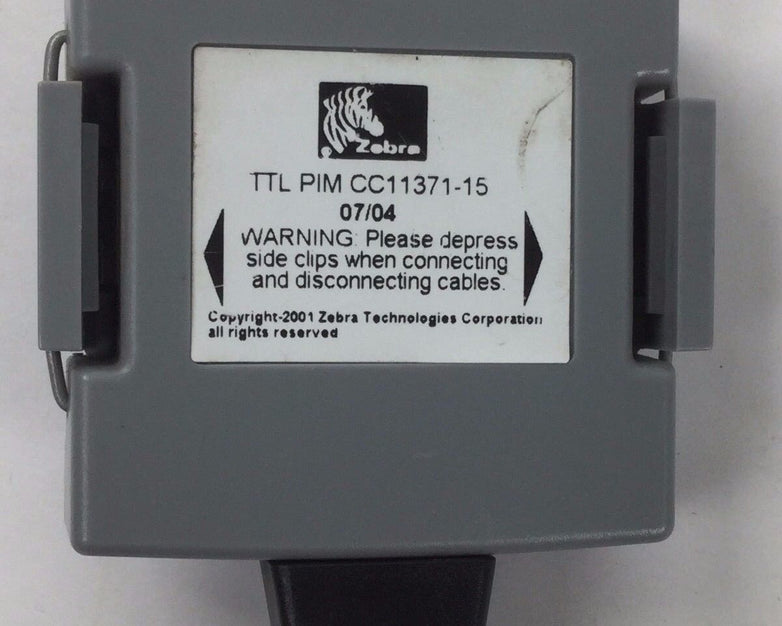 Zebra
TTL PIM CC11371-15
07/04
WARNING: Please depress
side clips when connecting
and disconnecting cables.
Copyright-2001 Zebra Technologies Corporation
all rights reserved